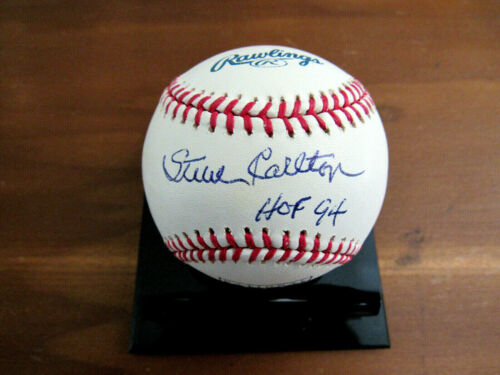 Rawlings
R
Steve Carlton
HOF 94